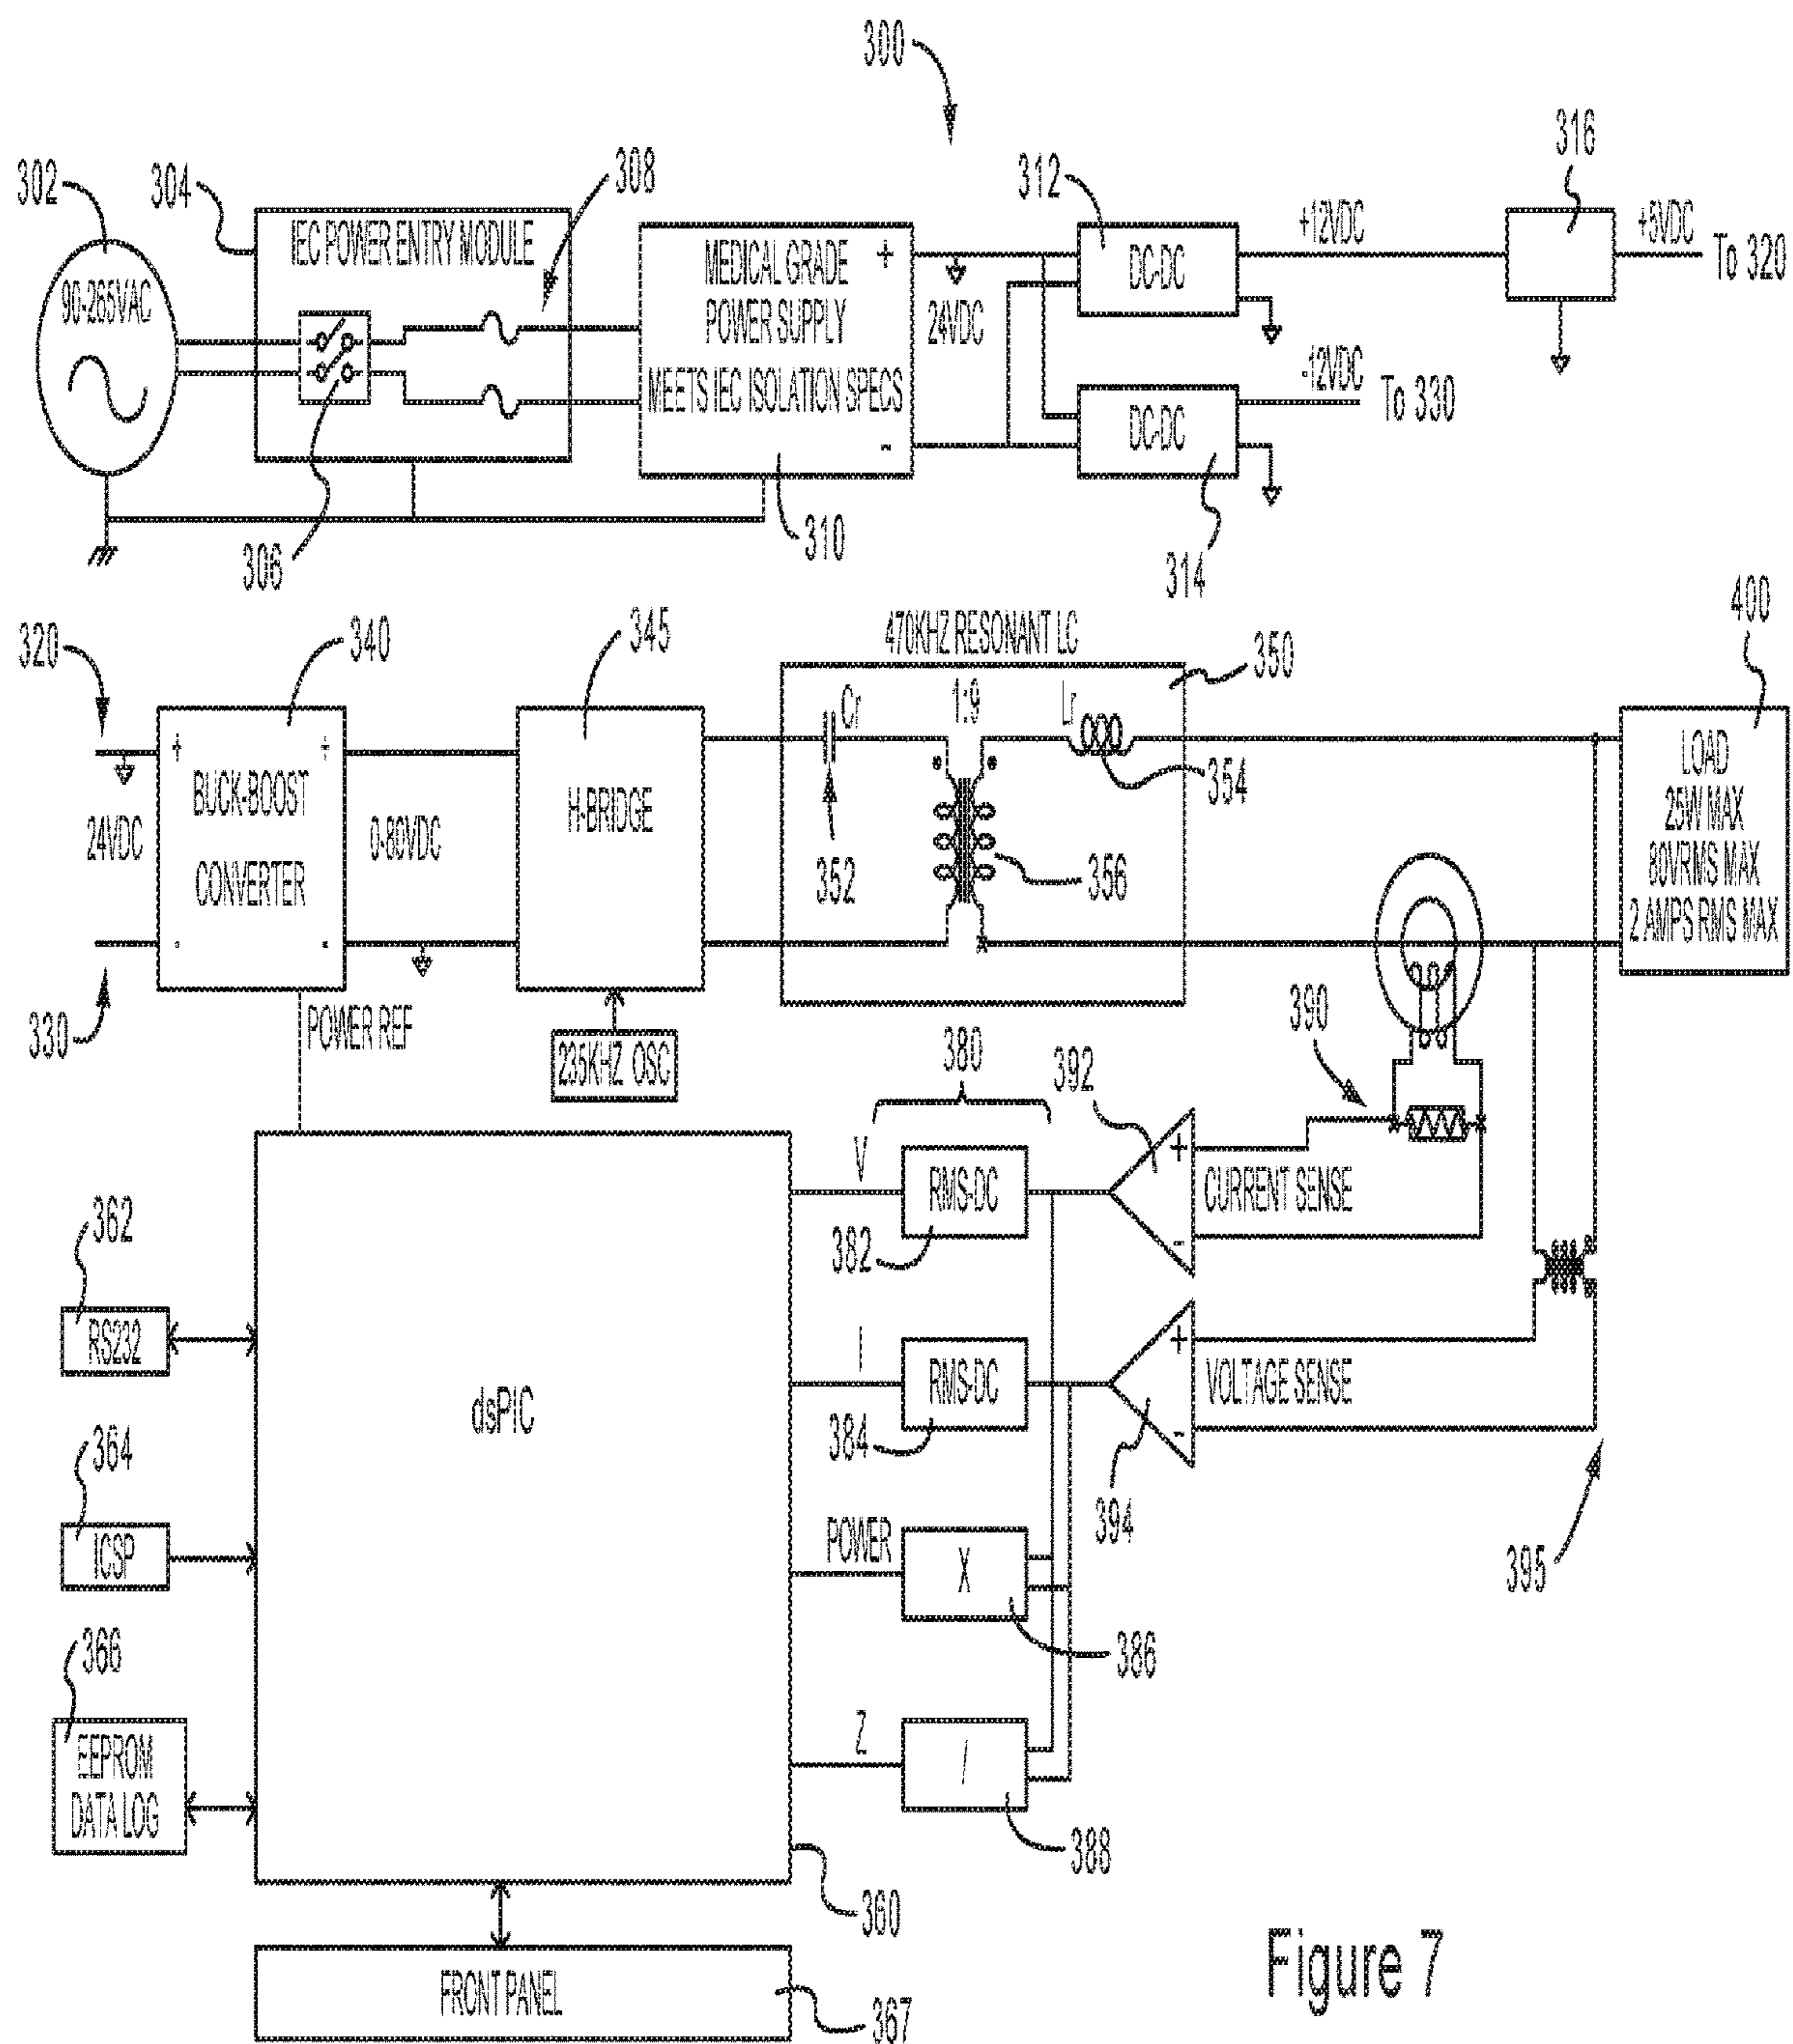 300
302
304
308
312
316
90-265VAC
IEC POWER ENTRY MODULE
MEDICAL GRADE
POWER SUPPLY
MEETS IEC ISOLATION SPECS
+
-
24VDC
DC-DC
+12VDC
+5VDC
To 320
DC-DC
-12VDC
To 330
306
310
314
320
340
345
470KHZ RESONANT LC
350
400
24VDC
+
+
BUCK-BOOST
CONVERTER
-
-
0-80VDC
H-BRIDGE
Cr
1:9
Lr
352
354
356
LOAD
25W MAX
80VRMS MAX
2 AMPS RMS MAX
330
POWER REF
235KHZ OSC
380
392
390
V
RMS-DC
382
+
-
CURRENT SENSE
362
RS232
dsPIC
I
RMS-DC
384
+
-
VOLTAGE SENSE
394
395
364
ICSP
POWER
X
386
366
EEPROM
DATA LOG
Z
/
388
360
FRONT PANEL
367
Figure 7